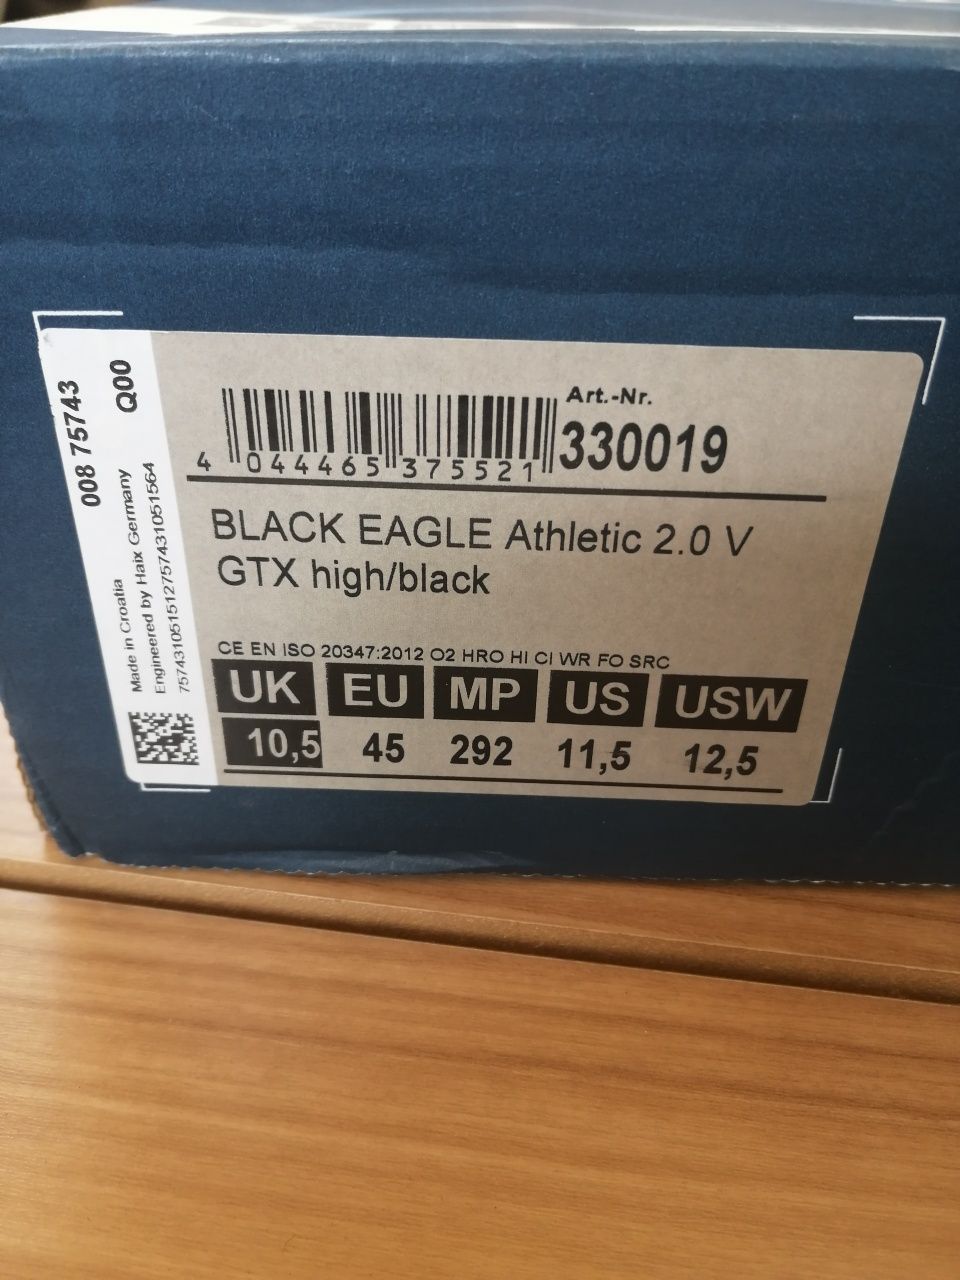 008 75743 Q00
Made in Croatia
Engineered by Haix Germany
7574310515127574310515​64
Art.-Nr.
330019
4 044465 375521
BLACK EAGLE Athletic 2.0 V
GTX high/black
CE EN ISO 20347:2012 O2 HRO HI CI WR FO SRC
UK EU MP US USW
10,5 45 292 11,5 12,5